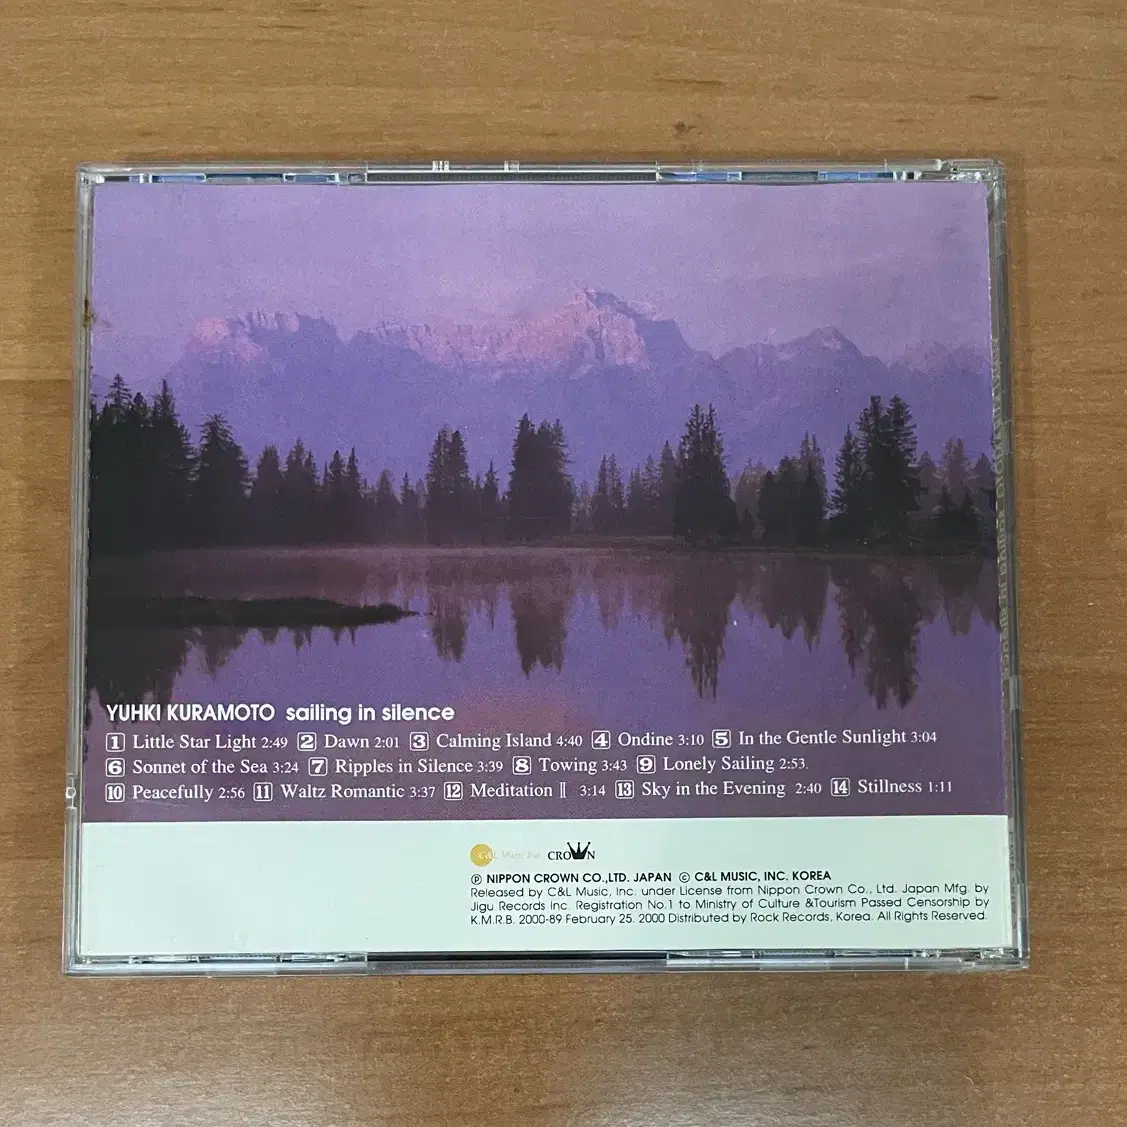 YUHKI KURAMOTO sailing in silence
1 Little Star Light 2:49 2 Dawn 2:01 3 Calming Island 4:40 4 Ondine 3:10 5 In the Gentle Sunlight 3:04
6 Sonnet of the Sea 3:24 7 Ripples in Silence 3:39 8 Towing 3:43 9 Lonely Sailing 2:53.
10 Peacefully 2:56 11 Waltz Romantic 3:37 12 Meditation Ⅱ 3:14 13 Sky in the Evening 2:40 14 Stillness 1:11
C&L Music Inc. CROWN
Ⓟ NIPPON CROWN CO.,LTD. JAPAN Ⓒ C&L MUSIC, INC. KOREA
Released by C&L Music, Inc. under License from Nippon Crown Co., Ltd. Japan Mfg. by
Jigu Records Inc. Registration No.1 to Ministry of Culture &Tourism Passed Censorship by
K.M.R.B. 2000-89 February 25. 2000 Distributed by Rock Records, Korea. All Rights Reserved.